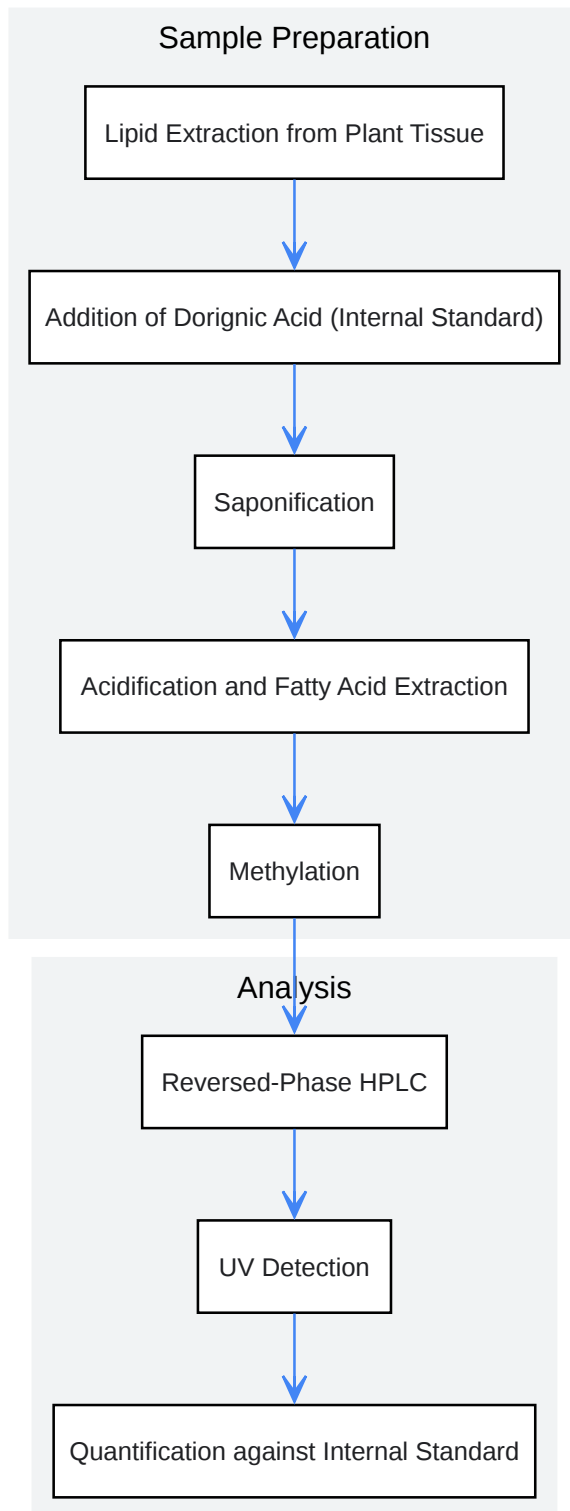 Sample Preparation
Lipid Extraction from Plant Tissue
Addition of Dorignic Acid (Internal Standard)
Saponification
Acidification and Fatty Acid Extraction
Methylation
Analysis
Reversed-Phase HPLC
UV Detection
Quantification against Internal Standard